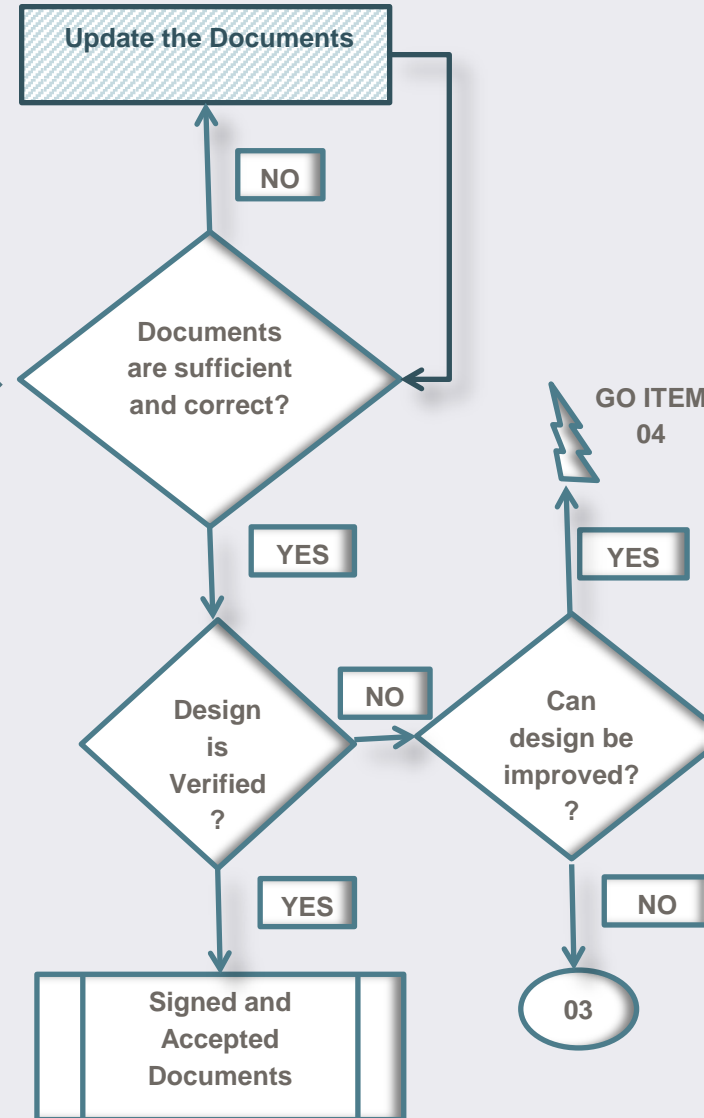 Update the Documents
NO
Documents
are sufficient
and correct?
GO ITEM
04
YES
YES
Design
is
Verified
?
NO
Can
design be
improved?
?
YES
NO
Signed and
Accepted
Documents
03